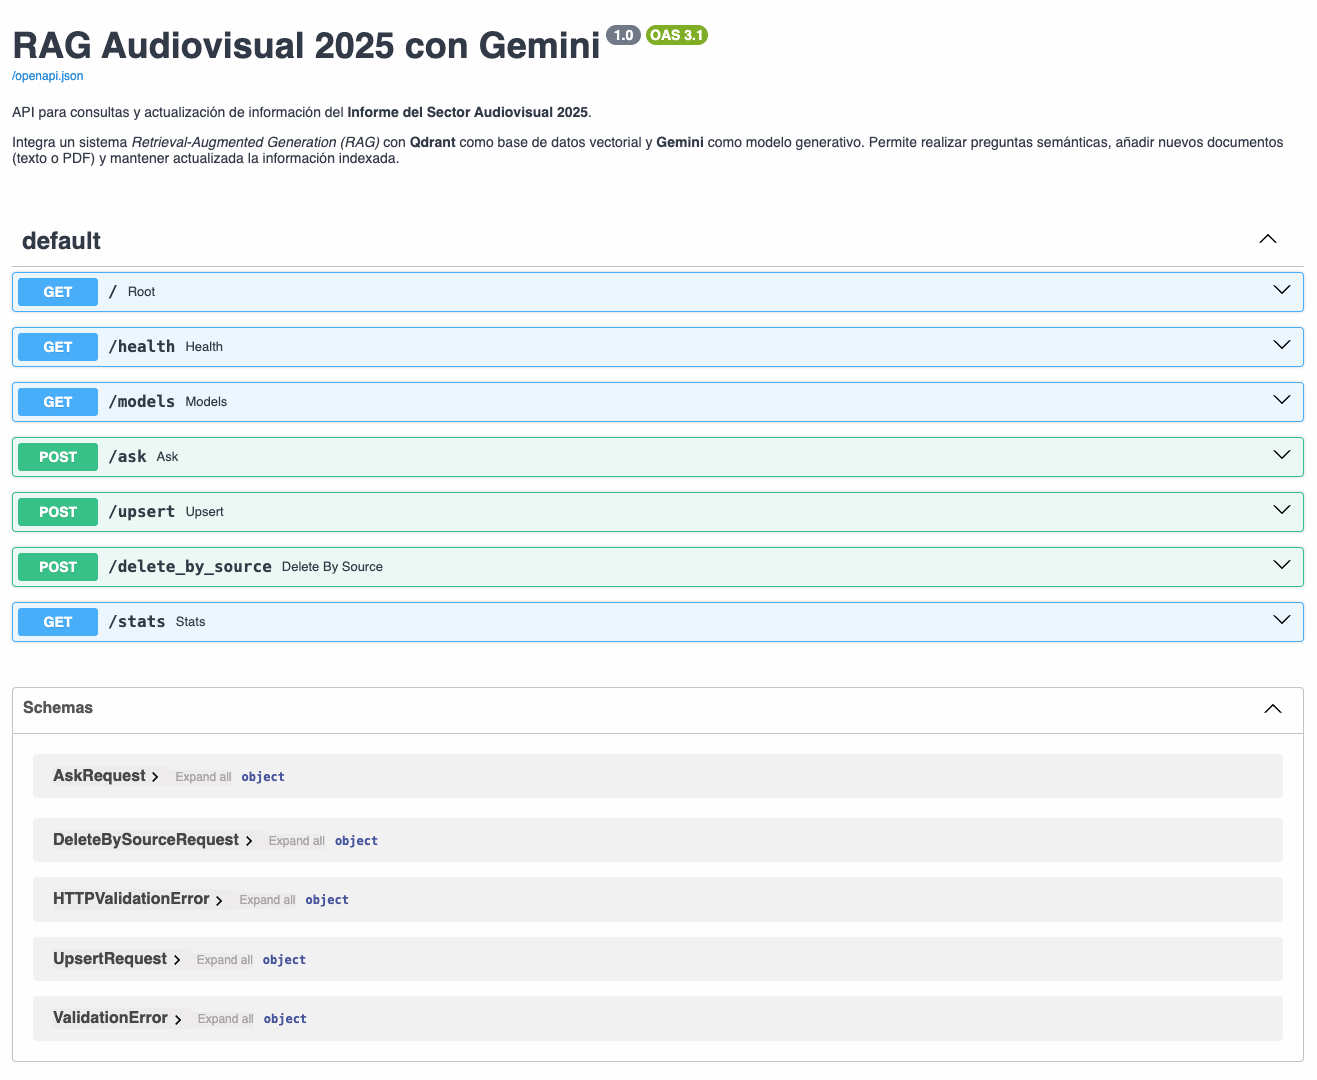 RAG Audiovisual 2025 con Gemini 1.0 OAS 3.1
/openapi.json
API para consultas y actualización de información del Informe del Sector Audiovisual 2025.
Integra un sistema Retrieval-Augmented Generation (RAG) con Qdrant como base de datos vectorial y Gemini como modelo generativo. Permite realizar preguntas semánticas, añadir nuevos documentos
(texto o PDF) y mantener actualizada la información indexada.
default
GET / Root
GET /health Health
GET /models Models
POST /ask Ask
POST /upsert Upsert
POST /delete_by_source Delete By Source
GET /stats Stats
Schemas
AskRequest Expand all object
DeleteBySourceRequest Expand all object
HTTPValidationError Expand all object
UpsertRequest Expand all object
ValidationError Expand all object